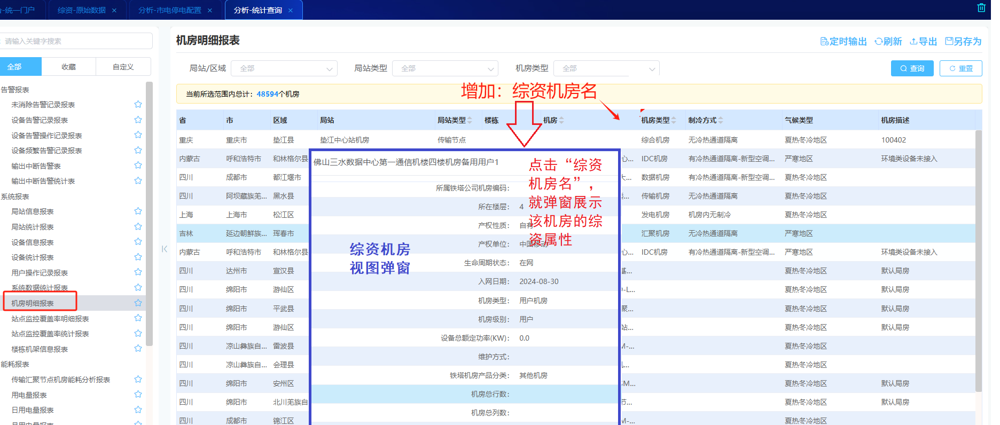 统一门户
综资-原始数据 ×
分析-市电停电配置 ×
分析-统计查询 ×
请输入关键字搜索
全部
收藏
自定义
告警报表
未消除告警记录报表
设备告警记录报表
设备告警操作记录报表
设备频繁告警记录报表
输出中断告警表
输出中断告警统计表
系统报表
局站信息报表
局站统计报表
设备信息报表
设备统计报表
用户操作记录报表
系统数据统计报表
机房明细报表
站点监控覆盖率明细报表
站点监控覆盖率统计报表
楼栋机架信息报表
能耗报表
传输汇聚节点机房能耗分析报表
用电量报表
日用电量报表
月用电量报表
机房明细报表
定时输出 刷新 导出 另存为
局站/区域 全部 局站类型 全部 机房类型 全部 查询 重置
当前所选范围内总计：48594个机房
增加：综资机房名
省 市 区域 局站 局站类型 楼栋 机房 机房类型 制冷方式 气候类型 机房描述
重庆 重庆市 垫江县 垫江中心站机房 传输节点 综合机房 无冷热通道隔离 夏热冬冷地区 100402
内蒙古 呼和浩特市 和林格尔县 心... IDC机房 有冷热通道隔离-新型空调... 严寒地区 环境类设备未接入
四川 成都市 都江堰市 数据机房 无冷热通道隔离 夏热冬冷地区
四川 阿坝藏族羌... 黑水县 传输机房 无冷热通道隔离 夏热冬冷地区
上海 上海市 松江区 发电机房 机房内无制冷 夏热冬冷地区
吉林 延边朝鲜族... 珲春市 汇聚机房 无冷热通道隔离 严寒地区
内蒙古 呼和浩特市 和林格尔县 心... IDC机房 有冷热通道隔离-新型空调... 严寒地区 环境类设备未接入
四川 达州市 宣汉县 基... 夏热冬冷地区 默认局房
四川 绵阳市 游仙区 -L... 夏热冬冷地区 默认局房
四川 绵阳市 平武县 聚... 夏热冬冷地区 默认局房
四川 绵阳市 游仙区 站... 夏热冬冷地区 默认局房
四川 凉山彝族自... 雷波县 M-... 夏热冬冷地区
四川 凉山彝族自... 会理县 夏热冬冷地区
四川 绵阳市 安州区 SM... 夏热冬冷地区 默认局房
四川 绵阳市 北川羌族自 节... 夏热冬冷地区 默认局房
四川 成都市 锦江区 M-... 夏热冬冷地区
佛山三水数据中心第一通信机楼四楼机房备用用户1
所属铁塔公司机房编码：
所在楼层： 4
产权性质： 自有
产权单位： 中国移动
生命周期状态： 在网
入网日期： 2024-08-30
机房类型： 用户机房
机房级别： 用户
设备总额定功率(KW)： 0.0
维护方式：
铁塔机房产品分类： 其他机房
机房总行数：
机房总列数：
点击“综资
机房名”，
就弹窗展示
该机房的综
资属性
综资机房
视图弹窗